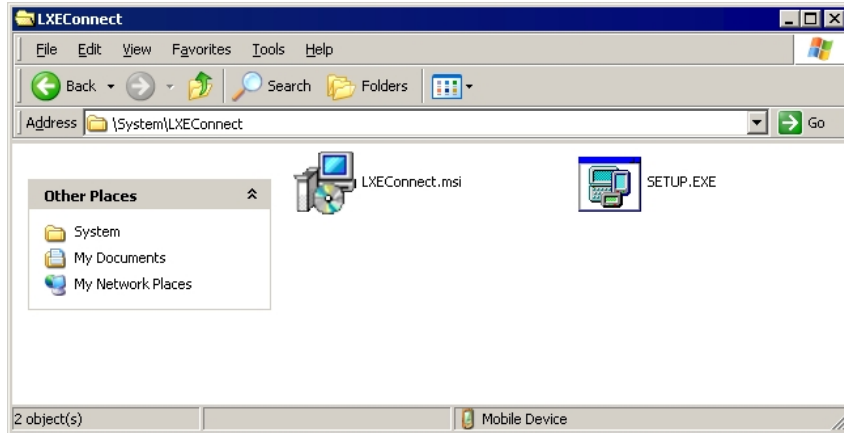 LXEConnect
File Edit View Favorites Tools Help
Back Search Folders
Address \System\LXEConnect Go
Other Places
System
My Documents
My Network Places
LXEConnect.msi
SETUP.EXE
2 object(s) Mobile Device